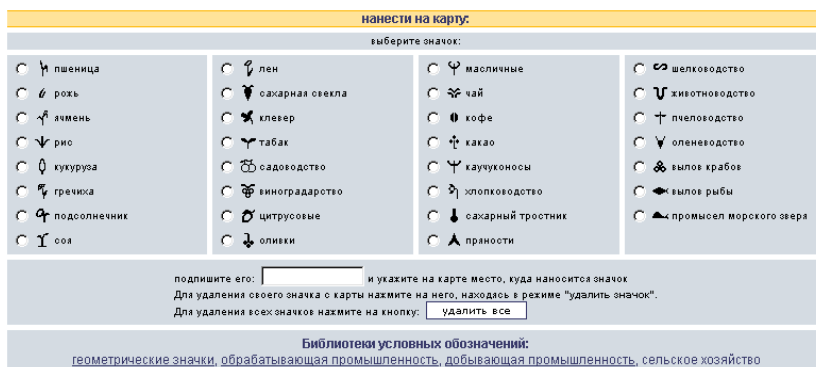 нанести на карту:
выберите значок:
пшеница
рожь
ячмень
рис
кукуруза
гречиха
подсолнечник
соя
лен
сахарная свекла
клевер
табак
садоводство
виноградарство
цитрусовые
оливки
масличные
чай
кофе
какао
каучуконосы
хлопководство
сахарный тростник
пряности
шелководство
животноводство
пчеловодство
оленеводство
вылов крабов
вылов рыбы
промысел морского зверя
подпишите его: и укажите на карте место, куда наносится значок
Для удаления своего значка с карты нажмите на него, находясь в режиме "удалить значок".
Для удаления всех значков нажмите на кнопку: удалить все
Библиотеки условных обозначений:
геометрические значки, обрабатывающая промышленность, добывающая промышленность, сельское хозяйство